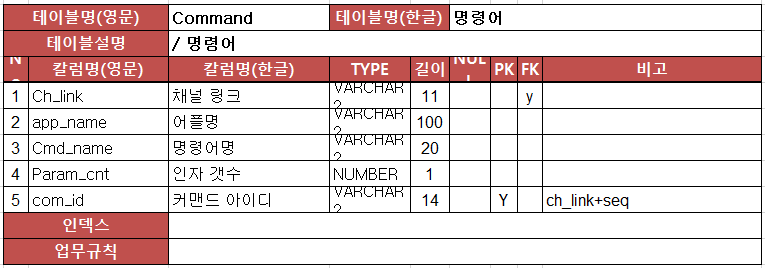 테이블명(영문) Command 테이블명(한글) 명령어
테이블설명 / 명렴어
No 칼럼명(영문) 칼럼명(한글) TYPE 길이 NULL PK FK 비고
1 Ch_link 채널 링크 VARCHAR2 11 y
2 app_name 어플명 VARCHAR2 100
3 Cmd_name 명령어명 VARCHAR2 20
4 Param_cnt 인자 갯수 NUMBER 1
5 com_id 커맨드 아이디 VARCHAR2 14 Y ch_link+seq
인덱스
업무규칙